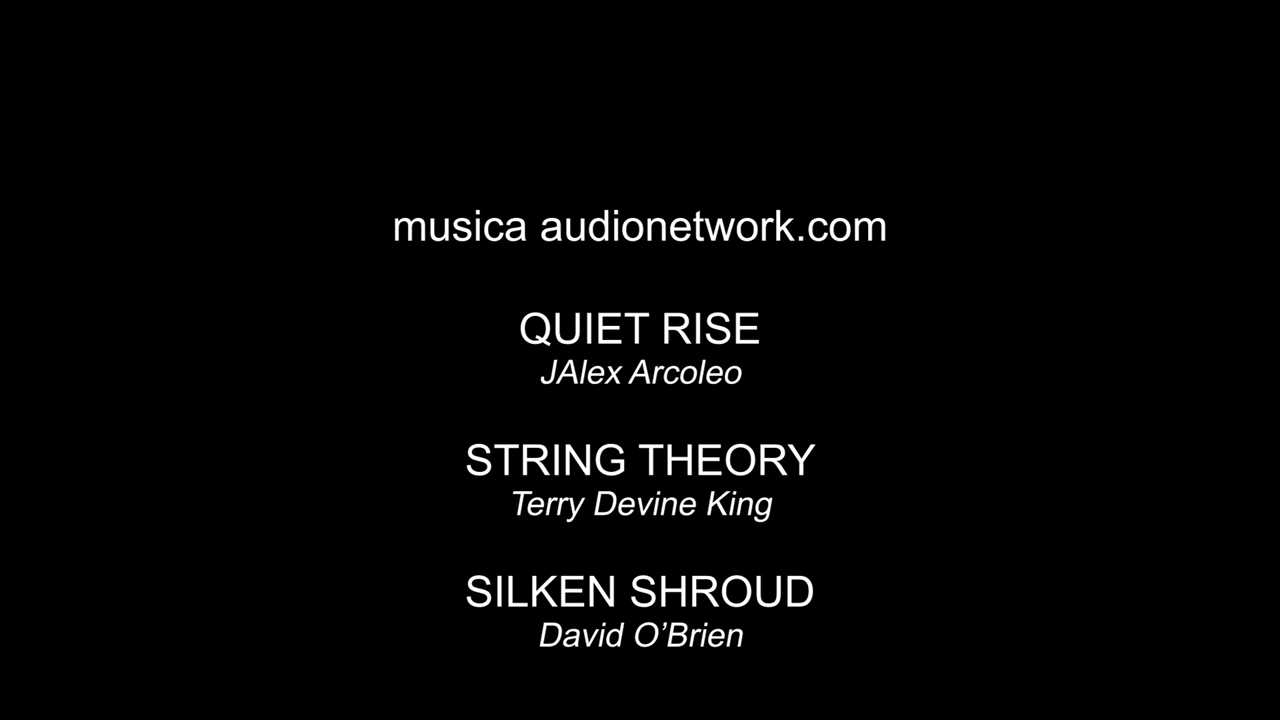 musica audionetwork.com
QUIET RISE
JAlex Arcoleo
STRING THEORY
Terry Devine King
SILKEN SHROUD
David O’Brien